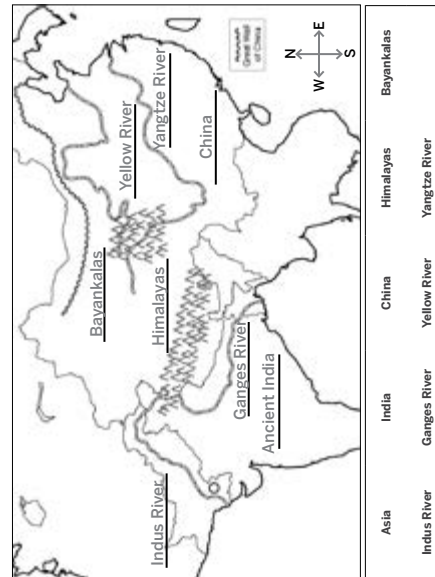 Yellow River
Yangtze River
Great Wall
of China
N
W
E
S
China
Bayankalas
Himalayas
Indus River
Ganges River
Ancient India
Asia India China Himalayas Bayankalas
Indus River Ganges River Yellow River Yangtze River